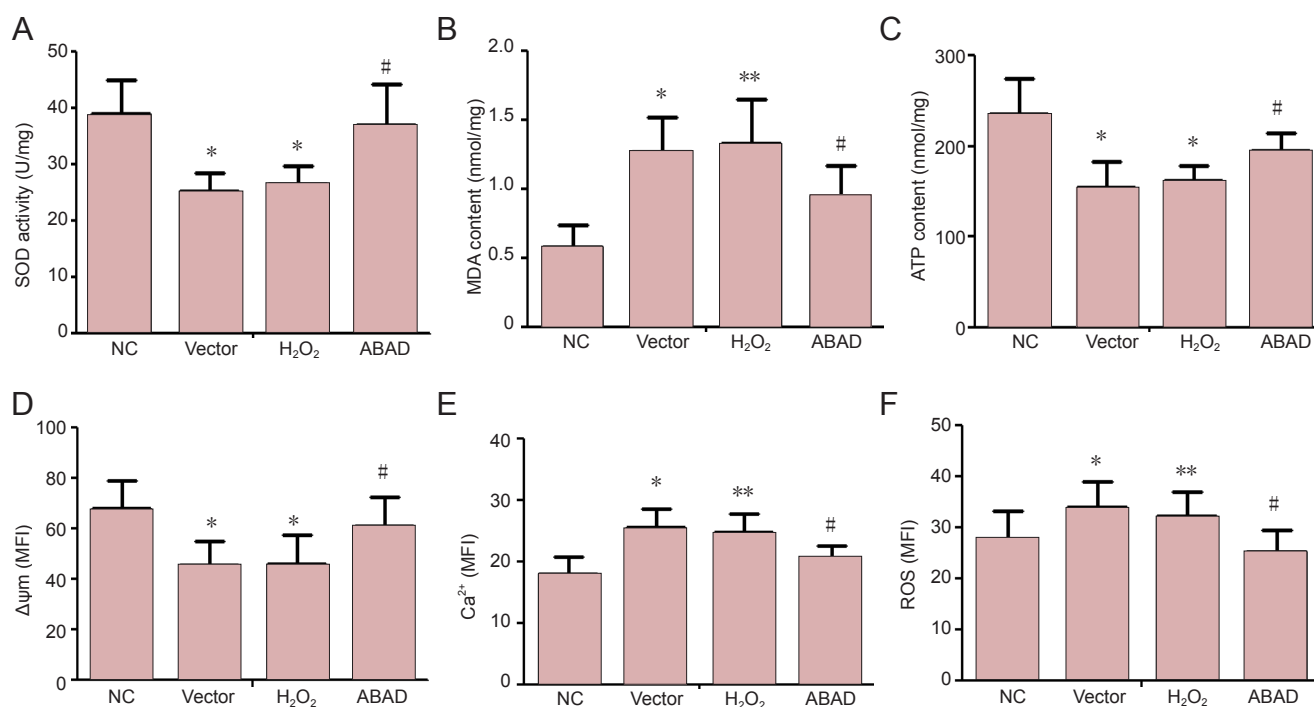 A
SOD activity (U/mg)
50
40
30
20
10
0
*
*
#
NC Vector H₂O₂ ABAD
B
MDA content (nmol/mg)
2.0
1.5
1.0
0.5
0
*
**
#
NC Vector H₂O₂ ABAD
C
ATP content (nmol/mg)
300
200
100
0
*
*
#
NC Vector H₂O₂ ABAD
D
Δψm (MFI)
100
80
60
40
20
0
*
*
#
NC Vector H₂O₂ ABAD
E
Ca²⁺ (MFI)
40
30
20
10
0
*
**
#
NC Vector H₂O₂ ABAD
F
ROS (MFI)
50
40
30
20
10
0
*
**
#
NC Vector H₂O₂ ABAD